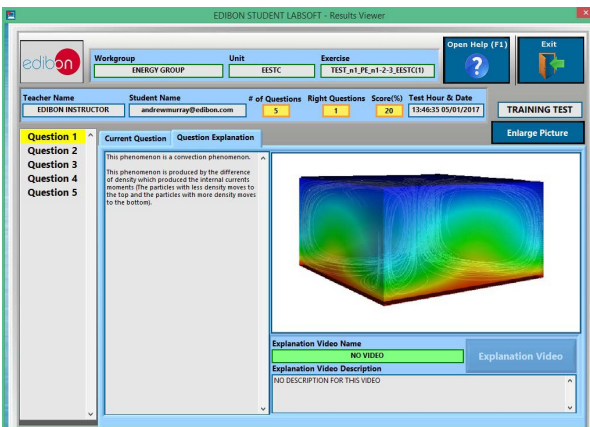 EDIBON STUDENT LABSOFT - Results Viewer
edibon
Workgroup
ENERGY GROUP
Unit
EESTC
Exercise
TEST_n1_PE_n1-2-3_EESTC(1)
Open Help (F1)
?
Exit
Teacher Name
EDIBON INSTRUCTOR
Student Name
andrewmurray@edibon.com
# of Questions
5
Right Questions
1
Score(%)
20
Test Hour & Date
13:46:35 05/01/2017
TRAINING TEST
Question 1
Question 2
Question 3
Question 4
Question 5
Current Question
Question Explanation
Enlarge Picture
This phenomenon is a convection phenomenon.
This phenomenon is produced by the difference
of density which produced the internal currents
moments (The particles with less density moves to
the top and the particles with more density moves
to the bottom).
Explanation Video Name
NO VIDEO
Explanation Video
Explanation Video Description
NO DESCRIPTION FOR THIS VIDEO